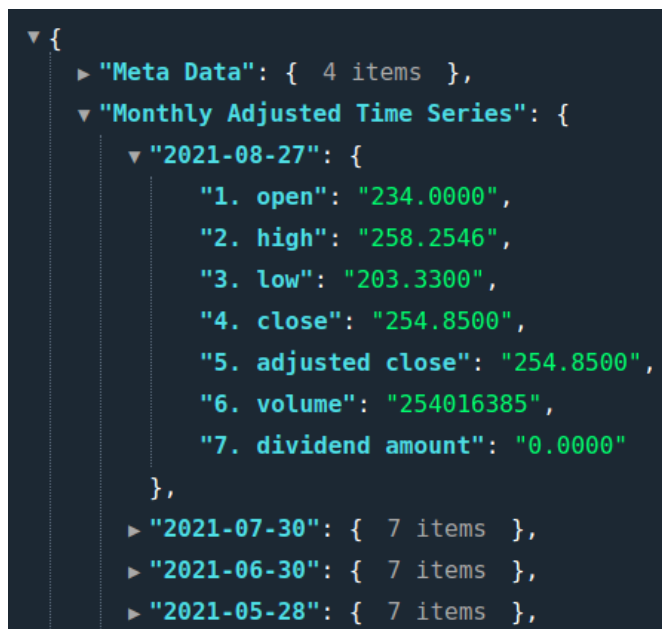 {
"Meta Data": { 4 items },
"Monthly Adjusted Time Series": {
"2021-08-27": {
"1. open": "234.0000",
"2. high": "258.2546",
"3. low": "203.3300",
"4. close": "254.8500",
"5. adjusted close": "254.8500",
"6. volume": "254016385",
"7. dividend amount": "0.0000"
},
"2021-07-30": { 7 items },
"2021-06-30": { 7 items },
"2021-05-28": { 7 items },